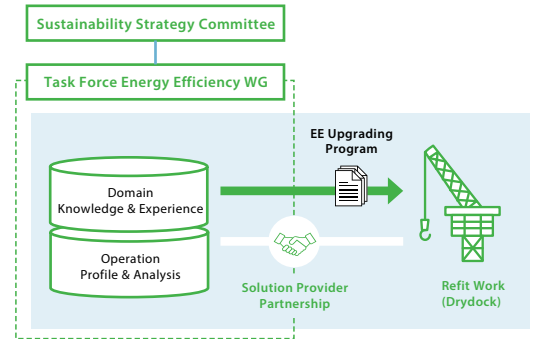 Sustainability Strategy Committee
Task Force Energy Efficiency WG
EE Upgrading
Program
Domain
Knowledge & Experience
Operation
Profile & Analysis
Solution Provider
Partnership
Refit Work
(Drydock)